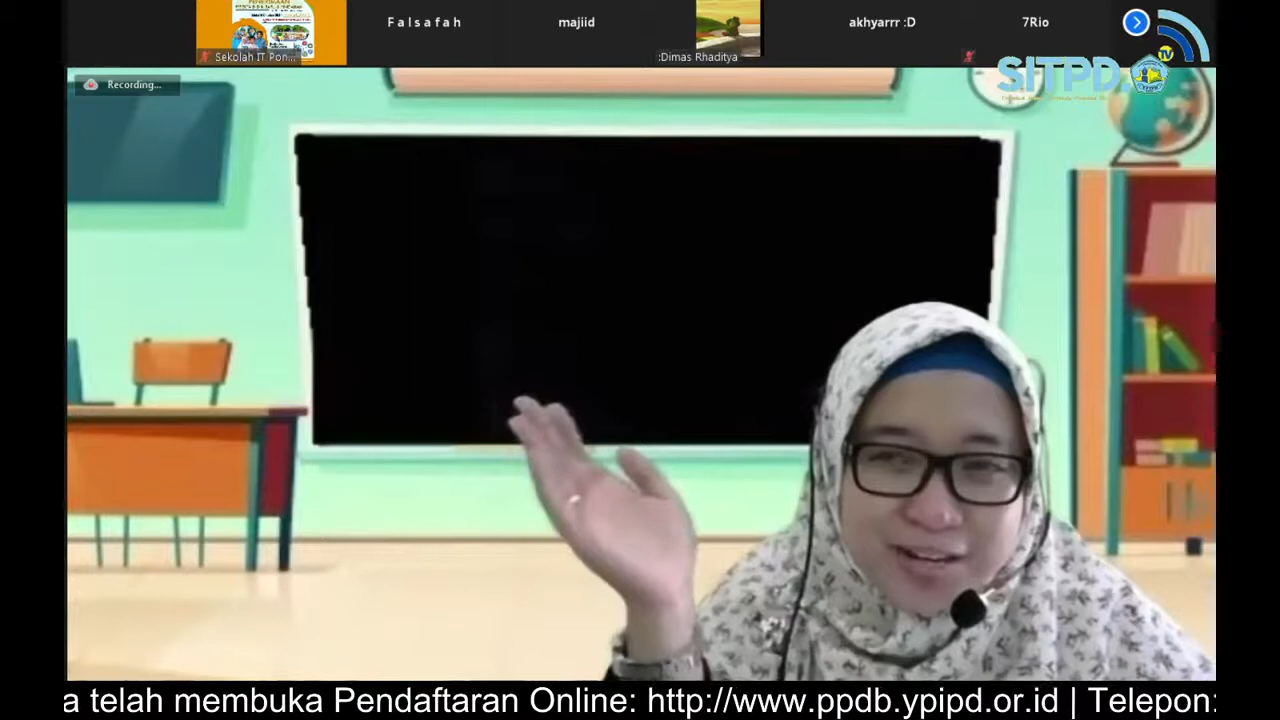 F a l s a f a h
majiid
akhyarrr :D
7Rio
Sekolah IT Pon...
:Dimas Rhaditya
Recording...
SITPD.
TV
a telah membuka Pendaftaran Online: http://www.ppdb.ypipd.or.id | Telepon: